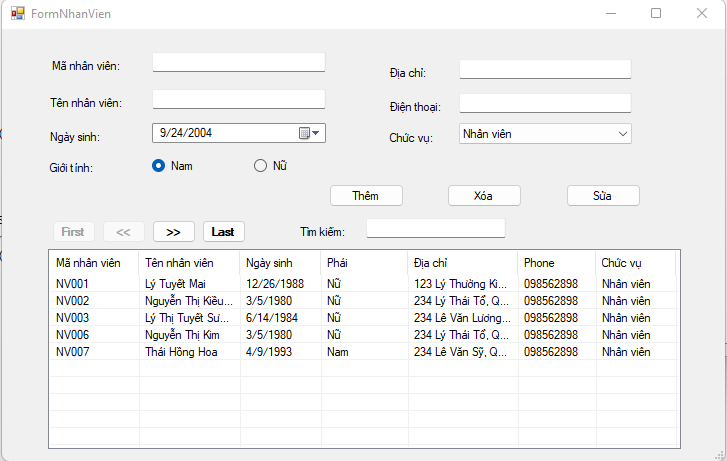 FormNhanVien
Mã nhân viên:
Địa chỉ:
Tên nhân viên:
Điện thoại:
Ngày sinh: 9/24/2004
Chức vụ: Nhân viên
Giới tính: Nam Nữ
Thêm Xóa Sửa
First << >> Last Tìm kiếm:
Mã nhân viên Tên nhân viên Ngày sinh Phái Địa chỉ Phone Chức vụ
NV001 Lý Tuyết Mai 12/26/1988 Nữ 123 Lý Thường Ki... 098562898 Nhân viên
NV002 Nguyễn Thị Kiều... 3/5/1980 Nữ 234 Lý Thái Tổ, Q... 098562898 Nhân viên
NV003 Lý Thị Tuyết Sư... 6/14/1984 Nữ 234 Lê Văn Lương... 098562898 Nhân viên
NV006 Nguyễn Thị Kim 3/5/1980 Nữ 234 Lý Thái Tổ, Q... 098562898 Nhân viên
NV007 Thái Hồng Hoa 4/9/1993 Nam 234 Lê Văn Sỹ, Q... 098562898 Nhân viên